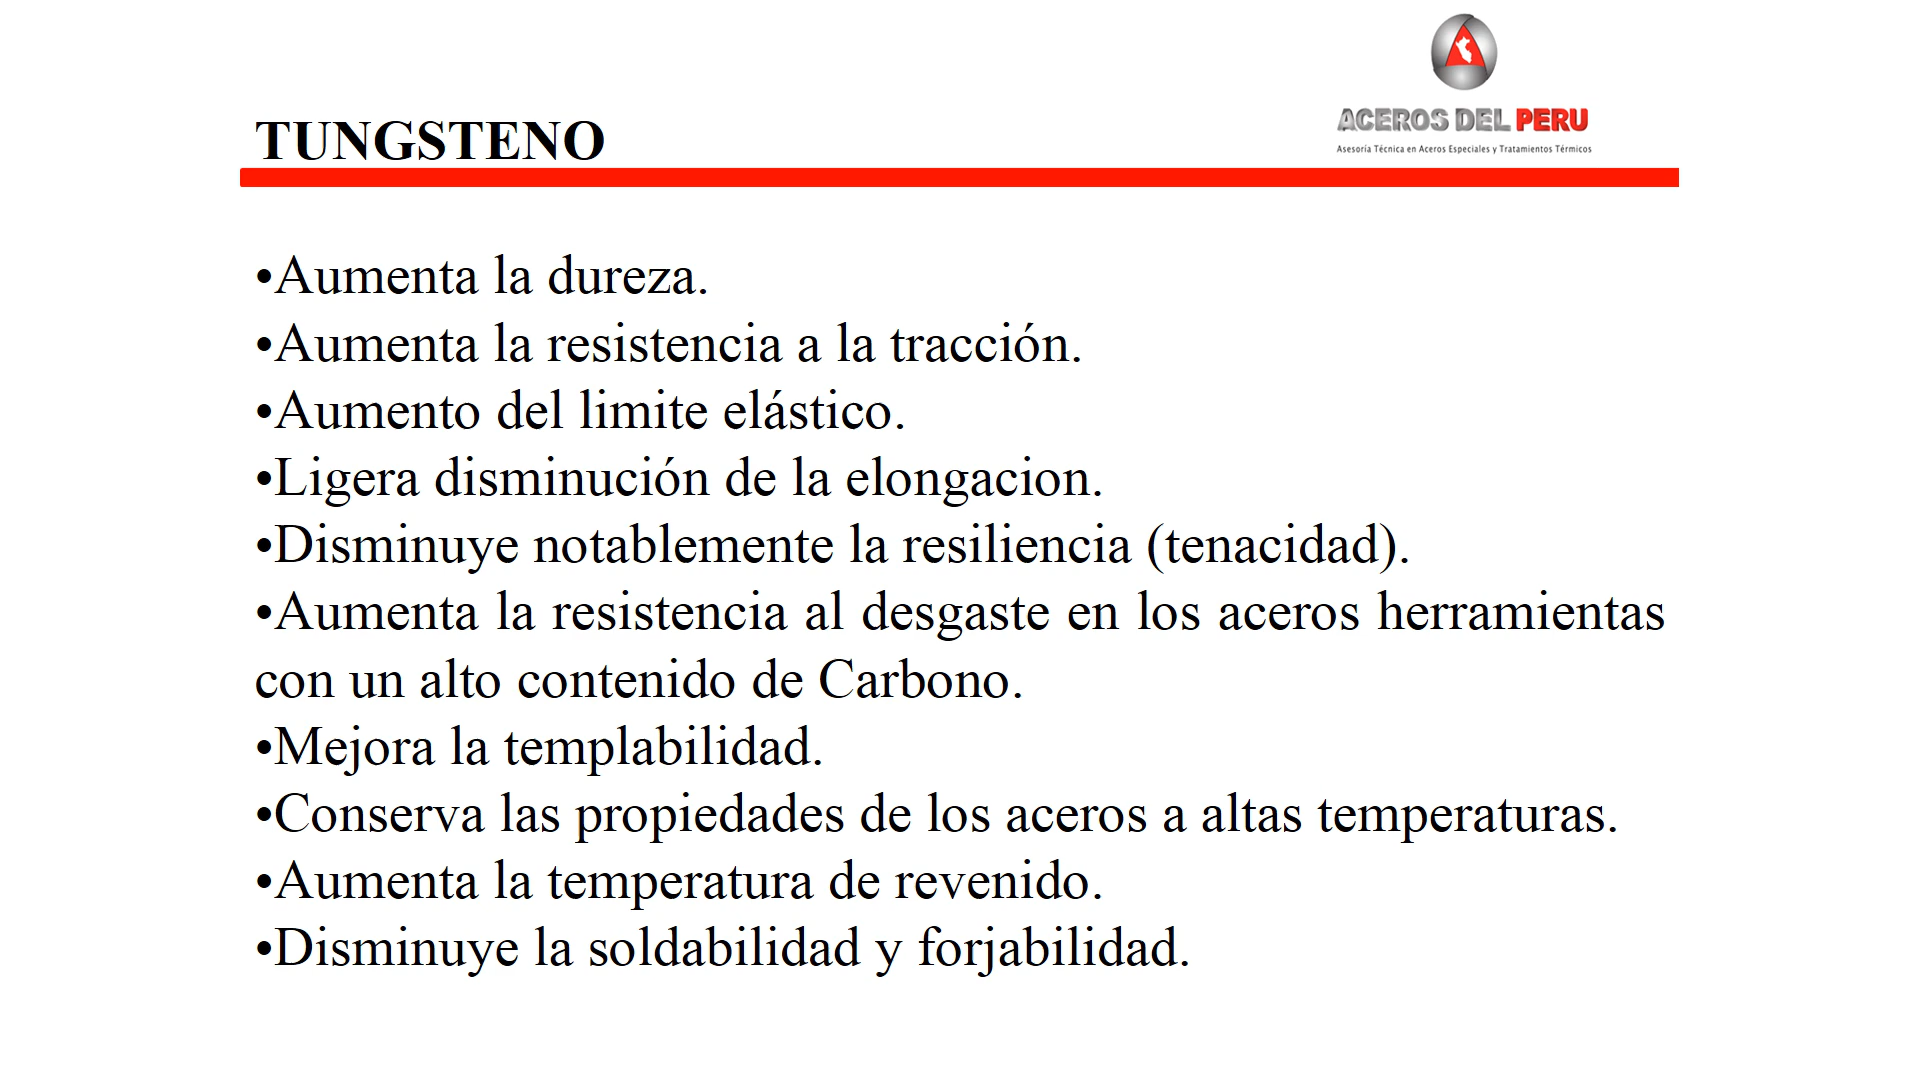 ACEROS DEL PERU
Asesoría Técnica en Aceros Especiales y Tratamientos Térmicos
TUNGSTENO
•Aumenta la dureza.
•Aumenta la resistencia a la tracción.
•Aumento del limite elástico.
•Ligera disminución de la elongacion.
•Disminuye notablemente la resiliencia (tenacidad).
•Aumenta la resistencia al desgaste en los aceros herramientas
con un alto contenido de Carbono.
•Mejora la templabilidad.
•Conserva las propiedades de los aceros a altas temperaturas.
•Aumenta la temperatura de revenido.
•Disminuye la soldabilidad y forjabilidad.